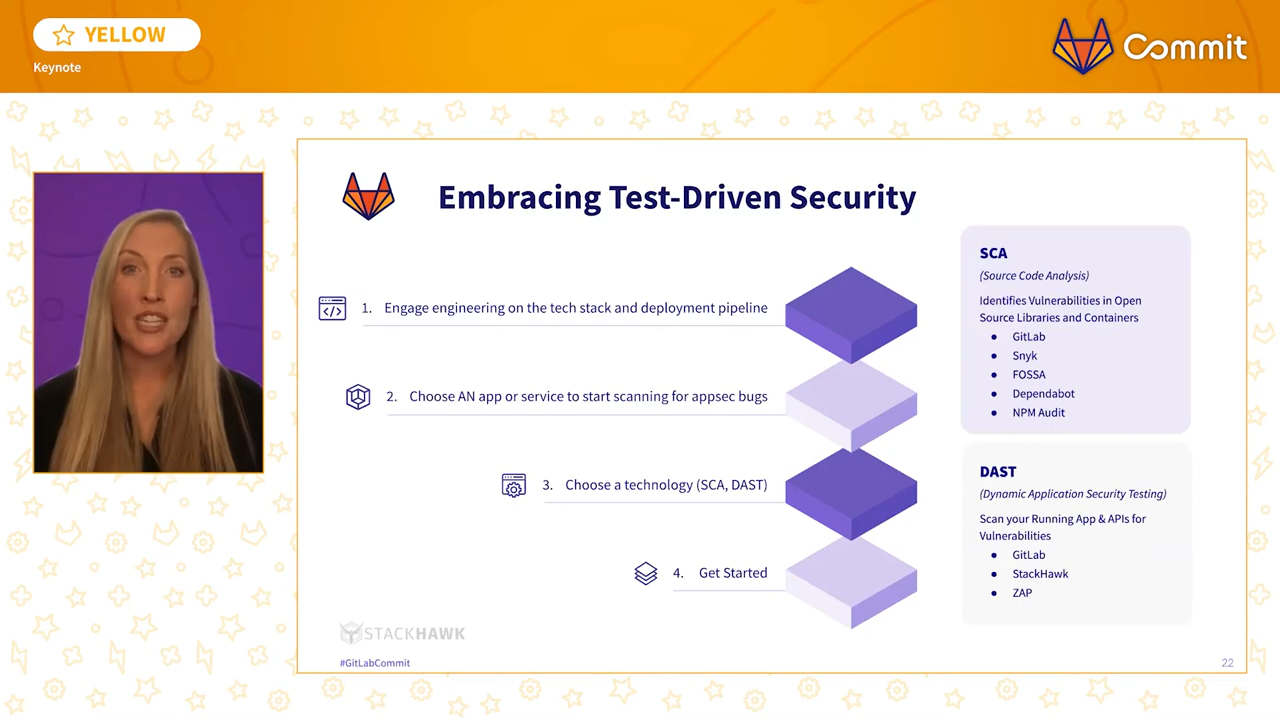 YELLOW
Keynote
Commit
Embracing Test-Driven Security
1. Engage engineering on the tech stack and deployment pipeline
2. Choose AN app or service to start scanning for appsec bugs
3. Choose a technology (SCA, DAST)
4. Get Started
SCA
(Source Code Analysis)
Identifies Vulnerabilities in Open
Source Libraries and Containers
● GitLab
● Snyk
● FOSSA
● Dependabot
● NPM Audit
DAST
(Dynamic Application Security Testing)
Scan your Running App & APIs for
Vulnerabilities
● GitLab
● StackHawk
● ZAP
STACKHAWK
#GitLabCommit
22